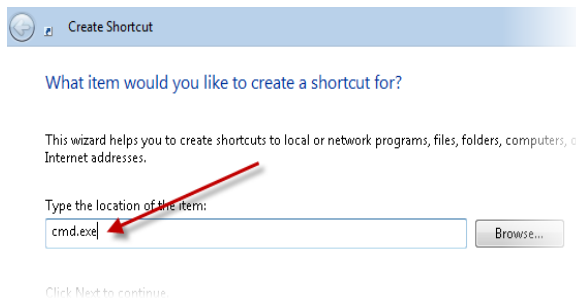 Create Shortcut
What item would you like to create a shortcut for?
This wizard helps you to create shortcuts to local or network programs, files, folders, computers,
Internet addresses.
Type the location of the item:
cmd.exe
Browse...
Click Next to continue.